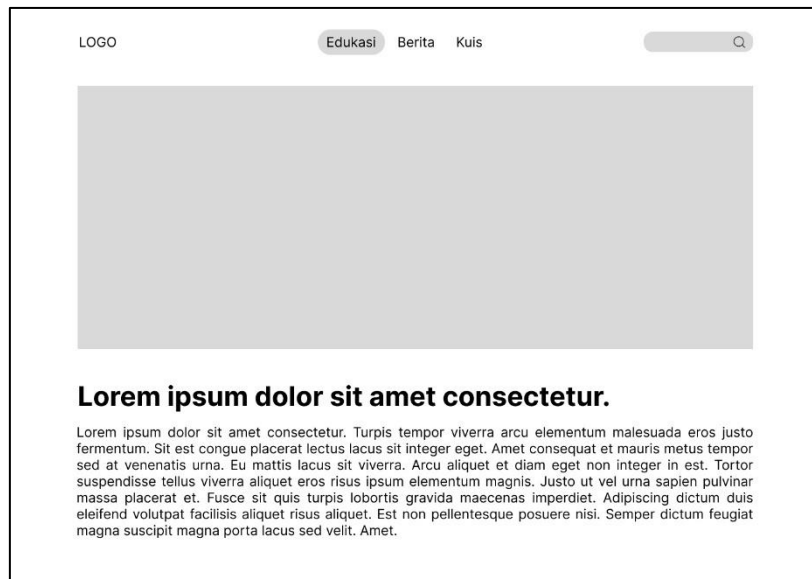 LOGO Edukasi Berita Kuis
Lorem ipsum dolor sit amet consectetur.
Lorem ipsum dolor sit amet consectetur. Turpis tempor viverra arcu elementum malesuada eros justo
fermentum. Sit est congue placerat lectus lacus sit integer eget. Amet consequat et mauris metus tempor
sed at venenatis urna. Eu mattis lacus sit viverra. Arcu aliquet et diam eget non integer in est. Tortor
suspendisse tellus viverra aliquet eros risus ipsum elementum magnis. Justo ut vel urna sapien pulvinar
massa placerat et. Fusce sit quis turpis lobortis gravida maecenas imperdiet. Adipiscing dictum duis
eleifend volutpat facilisis aliquet risus aliquet. Est non pellentesque posuere nisi. Semper dictum feugiat
magna suscipit magna porta lacus sed velit. Amet.